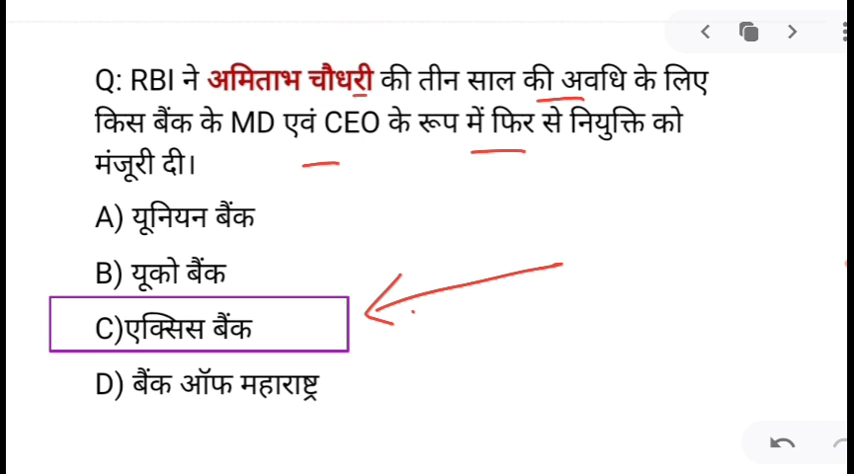 Q: RBI ने अमिताभ चौधरी की तीन साल की अवधि के लिए
किस बैंक के MD एवं CEO के रूप में फिर से नियुक्ति को
मंजूरी दी।
A) यूनियन बैंक
B) यूको बैंक
C)एक्सिस बैंक
D) बैंक ऑफ महाराष्ट्र